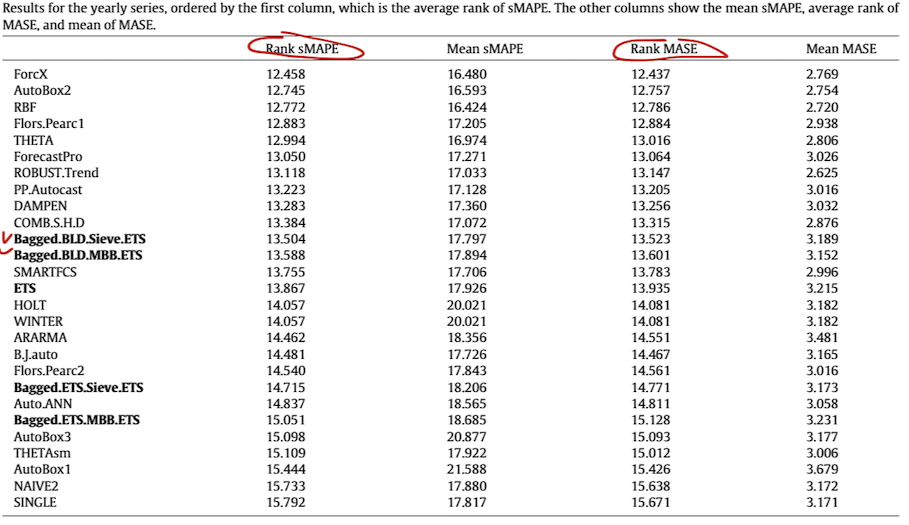 Results for the yearly series, ordered by the first column, which is the average rank of sMAPE. The other columns show the mean sMAPE, average rank of
MASE, and mean of MASE.
Rank sMAPE Mean sMAPE Rank MASE Mean MASE
ForcX 12.458 16.480 12.437 2.769
AutoBox2 12.745 16.593 12.757 2.754
RBF 12.772 16.424 12.786 2.720
Flors.Pearc1 12.883 17.205 12.884 2.938
THETA 12.994 16.974 13.016 2.806
ForecastPro 13.050 17.271 13.064 3.026
ROBUST.Trend 13.118 17.033 13.147 2.625
PP.Autocast 13.223 17.128 13.205 3.016
DAMPEN 13.283 17.360 13.256 3.032
COMB.S.H.D 13.384 17.072 13.315 2.876
Bagged.BLD.Sieve.ETS 13.504 17.797 13.523 3.189
Bagged.BLD.MBB.ETS 13.588 17.894 13.601 3.152
SMARTFCS 13.755 17.706 13.783 2.996
ETS 13.867 17.926 13.935 3.215
HOLT 14.057 20.021 14.081 3.182
WINTER 14.057 20.021 14.081 3.182
ARARMA 14.462 18.356 14.551 3.481
B.J.auto 14.481 17.726 14.467 3.165
Flors.Pearc2 14.540 17.843 14.561 3.016
Bagged.ETS.Sieve.ETS 14.715 18.206 14.771 3.173
Auto.ANN 14.837 18.565 14.811 3.058
Bagged.ETS.MBB.ETS 15.051 18.685 15.128 3.231
AutoBox3 15.098 20.877 15.093 3.177
THETAsm 15.109 17.922 15.012 3.006
AutoBox1 15.444 21.588 15.426 3.679
NAIVE2 15.733 17.880 15.638 3.172
SINGLE 15.792 17.817 15.671 3.171